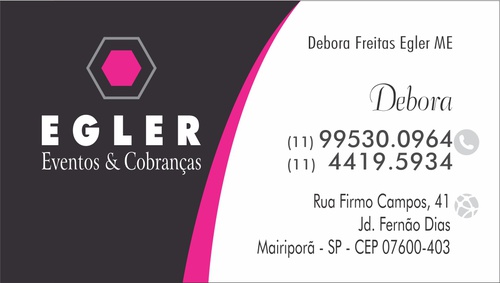 EGLER
Eventos & Cobranças
Debora Freitas Egler ME
Debora
(11) 99530.0964
(11) 4419.5934
Rua Firmo Campos, 41
Jd. Fernão Dias
Mairiporã - SP - CEP 07600-403